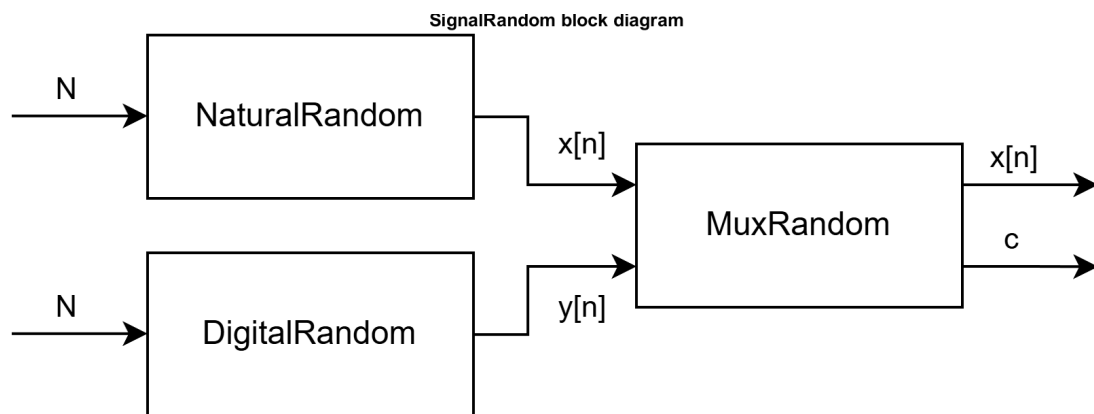 SignalRandom block diagram
N
NaturalRandom
x[n]
x[n]
MuxRandom
c
N
y[n]
DigitalRandom